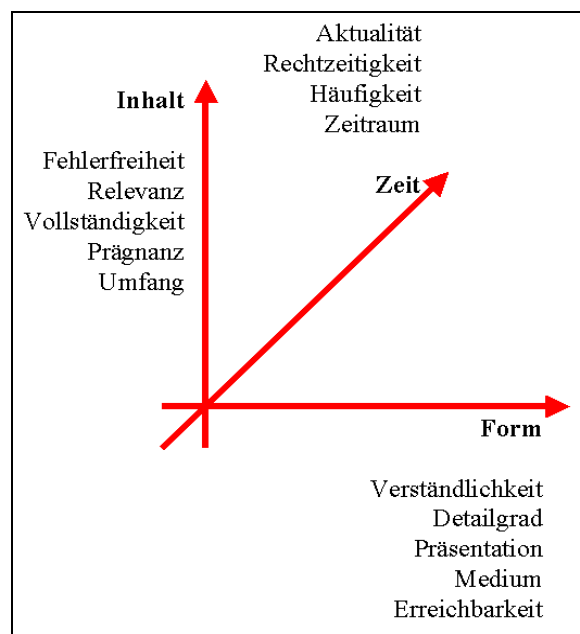 Aktualität
Rechtzeitigkeit
Häufigkeit
Zeitraum
Inhalt
Fehlerfreiheit
Relevanz
Vollständigkeit
Prägnanz
Umfang
Zeit
Form
Verständlichkeit
Detailgrad
Präsentation
Medium
Erreichbarkeit